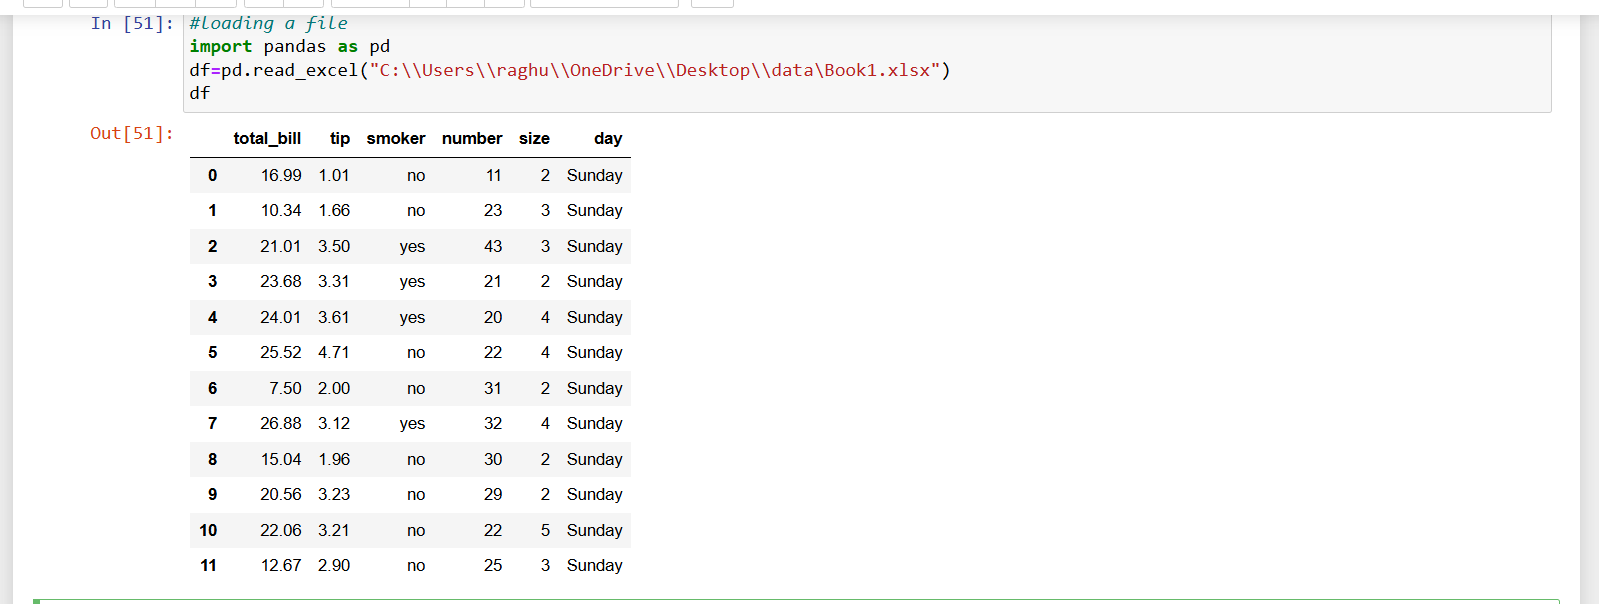 In [51]: #loading a file
import pandas as pd
df=pd.read_excel("C:\\Users\\raghu\\OneDrive\\Desktop\\data\Book1.xlsx")
df
Out[51]:
total_bill tip smoker number size day
0 16.99 1.01 no 11 2 Sunday
1 10.34 1.66 no 23 3 Sunday
2 21.01 3.50 yes 43 3 Sunday
3 23.68 3.31 yes 21 2 Sunday
4 24.01 3.61 yes 20 4 Sunday
5 25.52 4.71 no 22 4 Sunday
6 7.50 2.00 no 31 2 Sunday
7 26.88 3.12 yes 32 4 Sunday
8 15.04 1.96 no 30 2 Sunday
9 20.56 3.23 no 29 2 Sunday
10 22.06 3.21 no 22 5 Sunday
11 12.67 2.90 no 25 3 Sunday